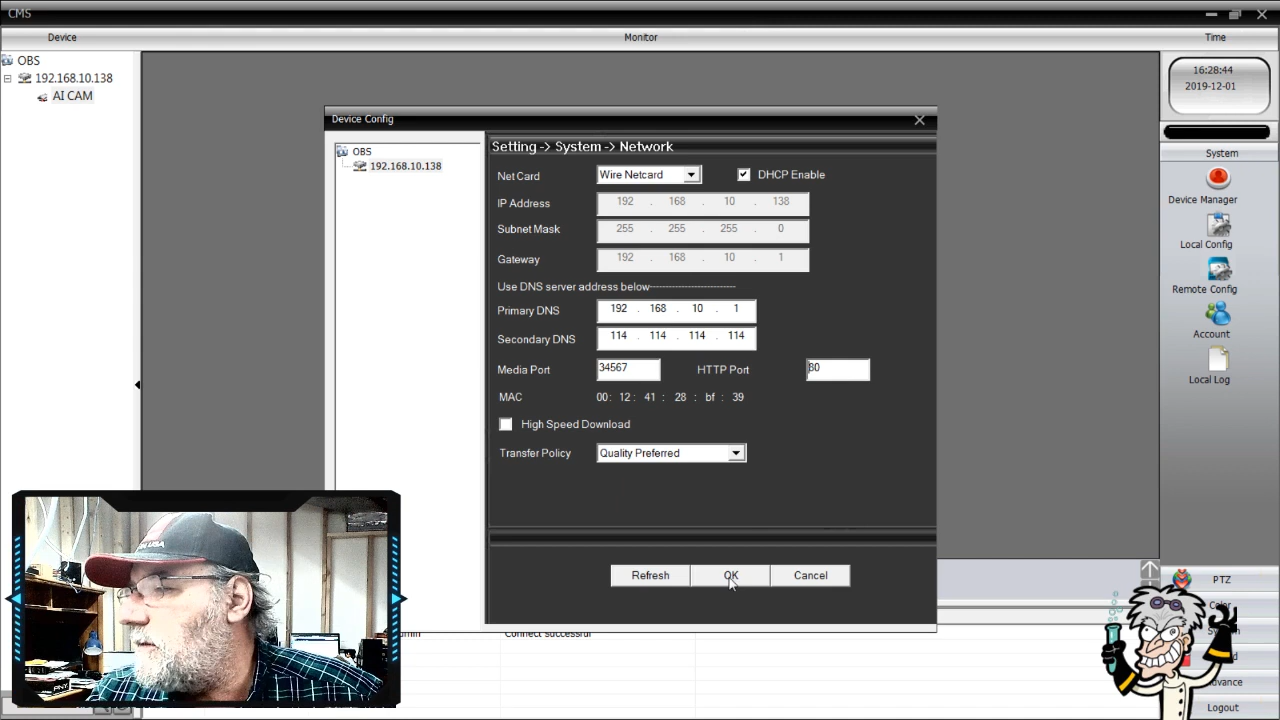 CMS
Device Monitor Time
OBS
192.168.10.138
AI CAM
16:28:44
2019-12-01
System
Device Manager
Local Config
Remote Config
Account
Local Log
Device Config
OBS
192.168.10.138
Setting -> System -> Network
Net Card Wire Netcard DHCP Enable
IP Address 192 . 168 . 10 . 138
Subnet Mask 255 . 255 . 255 . 0
Gateway 192 . 168 . 10 . 1
Use DNS server address below--------------------------
Primary DNS 192 . 168 . 10 . 1
Secondary DNS 114 . 114 . 114 . 114
Media Port 34567 HTTP Port 80
MAC 00: 12: 41: 28: bf: 39
High Speed Download
Transfer Policy Quality Preferred
Refresh OK Cancel
Connect successful
PTZ
Color
Logout